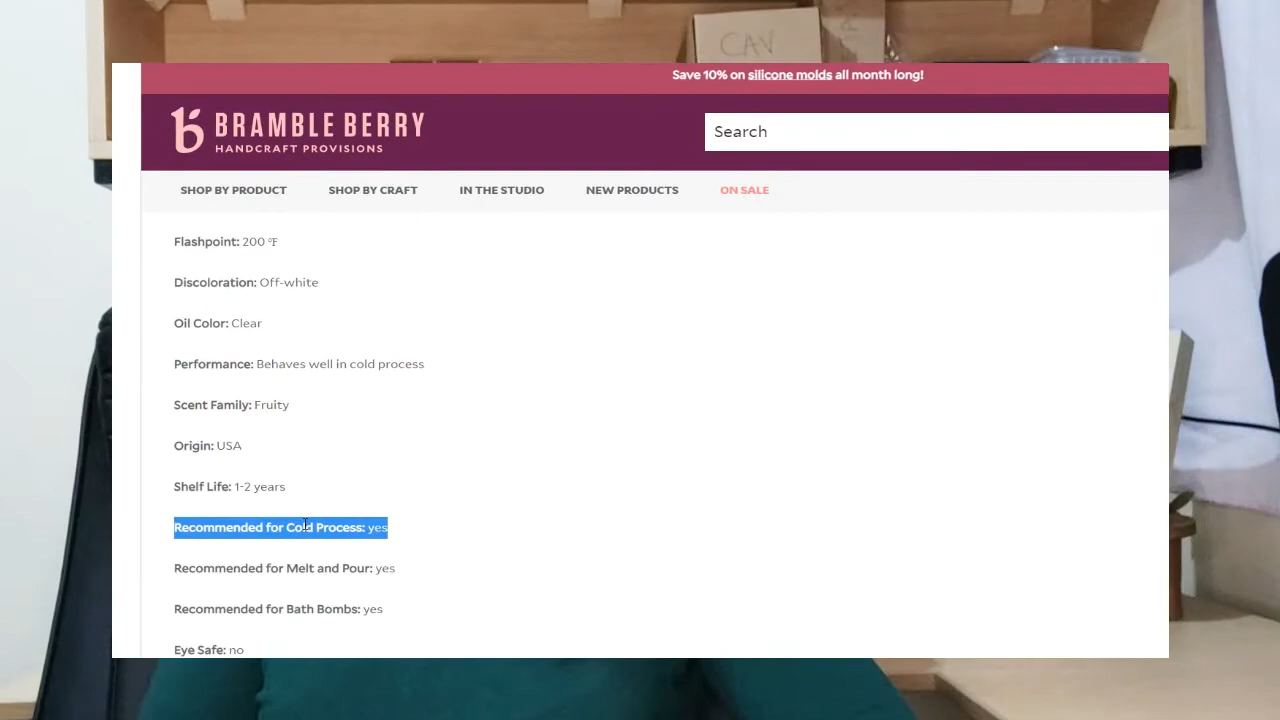 CAV
Save 10% on silicone molds all month long!
BRAMBLE BERRY
HANDCRAFT PROVISIONS
Search
SHOP BY PRODUCT
SHOP BY CRAFT
IN THE STUDIO
NEW PRODUCTS
ON SALE
Flashpoint: 200 °F
Discoloration: Off-white
Oil Color: Clear
Performance: Behaves well in cold process
Scent Family: Fruity
Origin: USA
Shelf Life: 1-2 years
Recommended for Cold Process: yes
Recommended for Melt and Pour: yes
Recommended for Bath Bombs: yes
Eye Safe: no